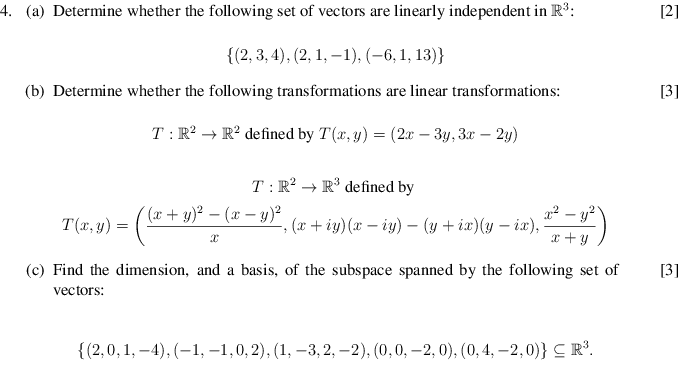 4. (a) Determine whether the following set of vectors are linearly independent in ℝ³: [2]
{(2, 3, 4), (2, 1, −1), (−6, 1, 13)}
(b) Determine whether the following transformations are linear transformations: [3]
T : ℝ² → ℝ² defined by T(x, y) = (2x − 3y, 3x − 2y)
T : ℝ² → ℝ³ defined by
T(x, y) = ( ((x + y)² − (x − y)²)/x , (x + iy)(x − iy) − (y + ix)(y − ix), (x² − y²)/(x + y) )
(c) Find the dimension, and a basis, of the subspace spanned by the following set of [3]
vectors:
{(2, 0, 1, −4), (−1, −1, 0, 2), (1, −3, 2, −2), (0, 0, −2, 0), (0, 4, −2, 0)} ⊆ ℝ³.